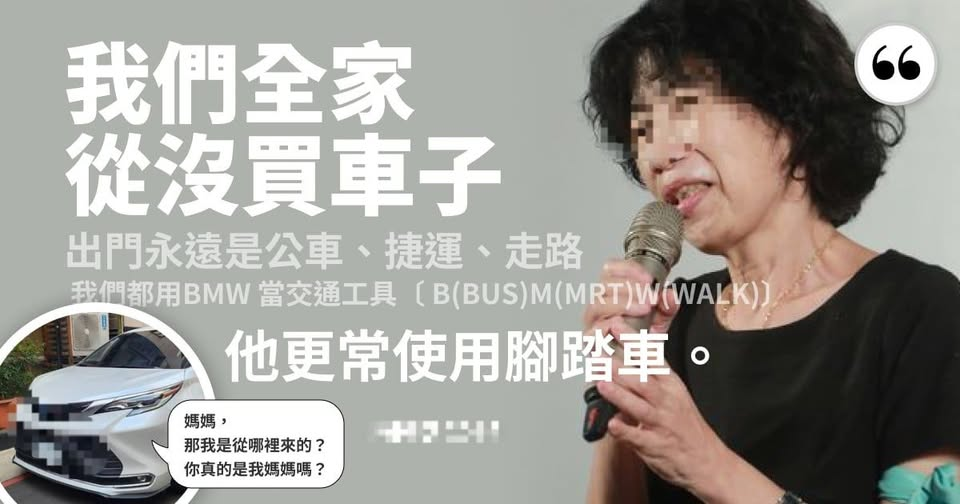 我們全家
從沒買車子
出門永遠是公車、捷運、走路
我們都用BMW 當交通工具〔 B(BUS)M(MRT)W(WALK)〕
他更常使用腳踏車。
媽媽，
那我是從哪裡來的？
你真的是我媽媽嗎？